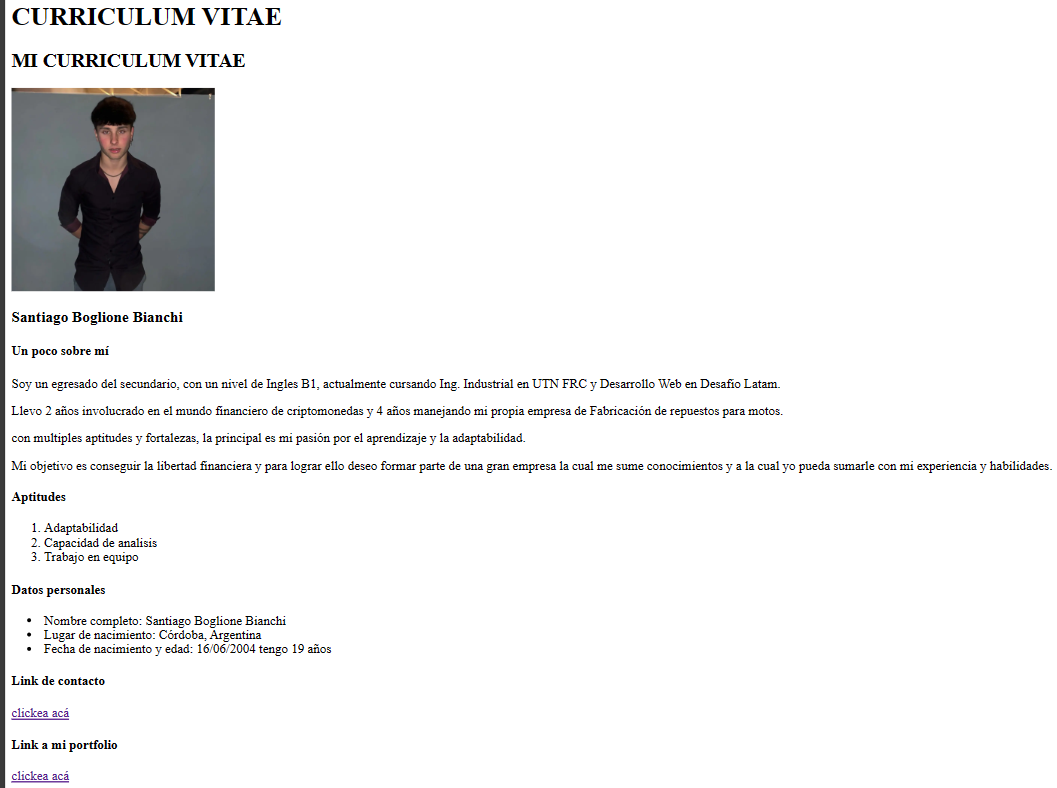 CURRICULUM VITAE
MI CURRICULUM VITAE
Santiago Boglione Bianchi
Un poco sobre mí
Soy un egresado del secundario, con un nivel de Ingles B1, actualmente cursando Ing. Industrial en UTN FRC y Desarrollo Web en Desafío Latam.
Llevo 2 años involucrado en el mundo financiero de criptomonedas y 4 años manejando mi propia empresa de Fabricación de repuestos para motos.
con multiples aptitudes y fortalezas, la principal es mi pasión por el aprendizaje y la adaptabilidad.
Mi objetivo es conseguir la libertad financiera y para lograr ello deseo formar parte de una gran empresa la cual me sume conocimientos y a la cual yo pueda sumarle con mi experiencia y habilidades.
Aptitudes
1. Adaptabilidad
2. Capacidad de analisis
3. Trabajo en equipo
Datos personales
• Nombre completo: Santiago Boglione Bianchi
• Lugar de nacimiento: Córdoba, Argentina
• Fecha de nacimiento y edad: 16/06/2004 tengo 19 años
Link de contacto
clickea acá
Link a mi portfolio
clickea acá